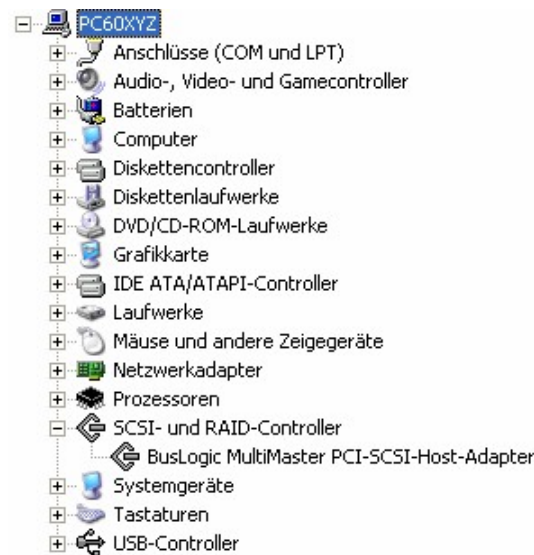 PC60XYZ
Anschlüsse (COM und LPT)
Audio-, Video- und Gamecontroller
Batterien
Computer
Diskettencontroller
Diskettenlaufwerke
DVD/CD-ROM-Laufwerke
Grafikkarte
IDE ATA/ATAPI-Controller
Laufwerke
Mäuse und andere Zeigegeräte
Netzwerkadapter
Prozessoren
SCSI- und RAID-Controller
BusLogic MultiMaster PCI-SCSI-Host-Adapter
Systemgeräte
Tastaturen
USB-Controller